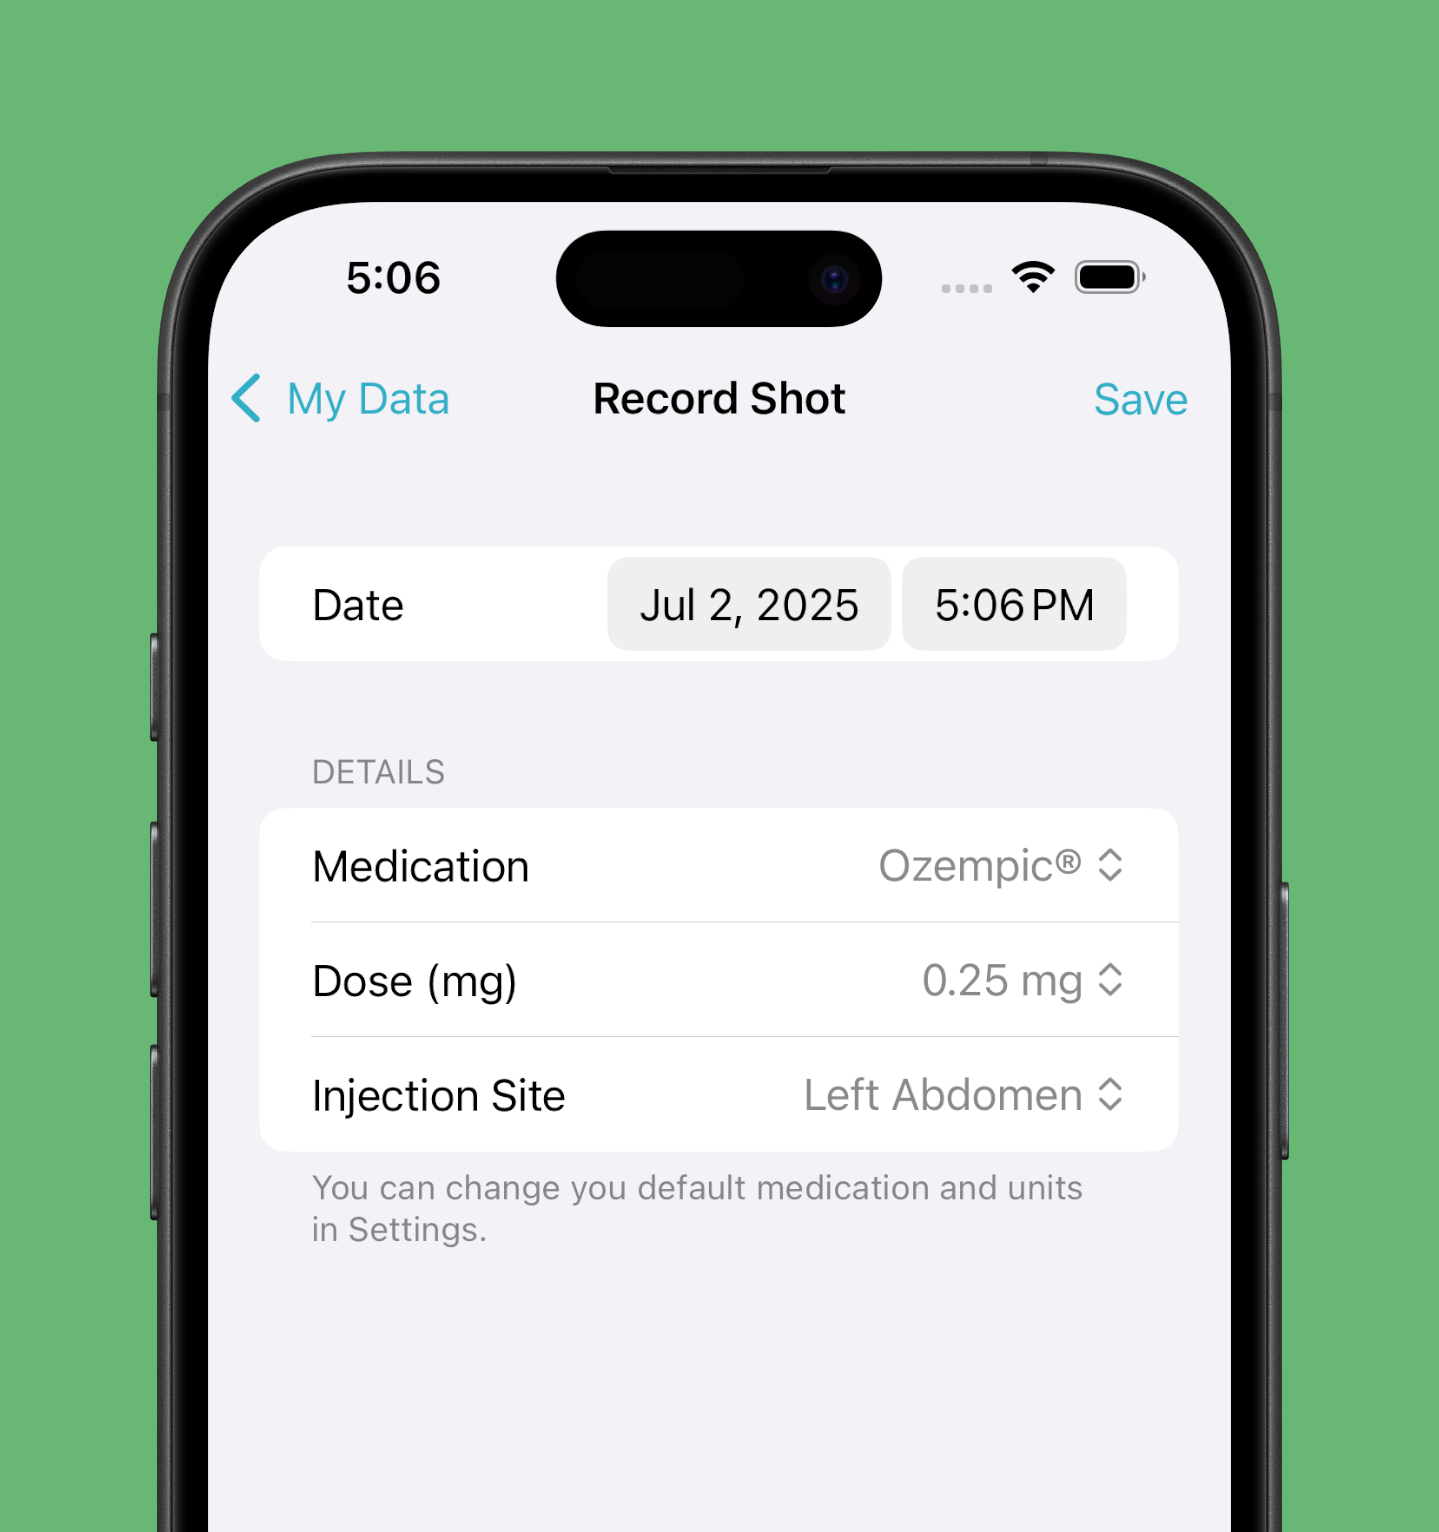 5:06
My Data
Record Shot
Save
Date
Jul 2, 2025
5:06 PM
DETAILS
Medication
Ozempic®
Dose (mg)
0.25 mg
Injection Site
Left Abdomen
You can change you default medication and units
in Settings.